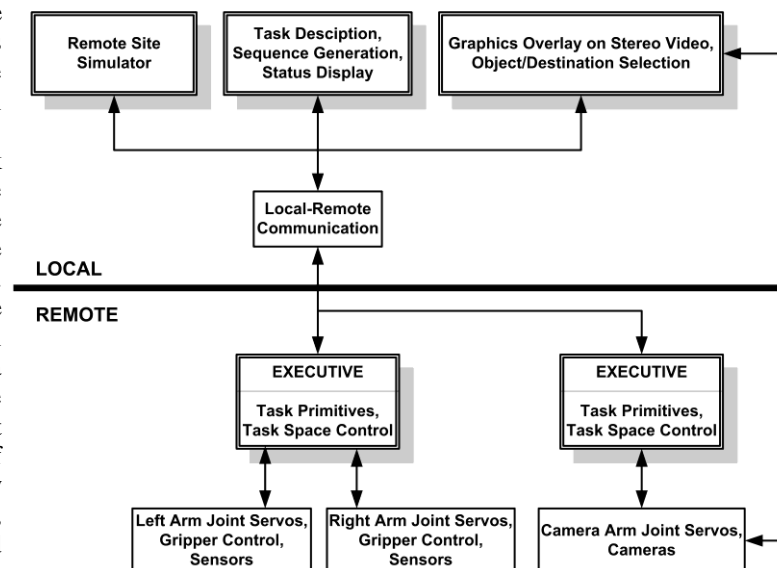 Remote Site
Simulator
Task Desciption,
Sequence Generation,
Status Display
Graphics Overlay on Stereo Video,
Object/Destination Selection
Local-Remote
Communication
LOCAL
REMOTE
EXECUTIVE
Task Primitives,
Task Space Control
EXECUTIVE
Task Primitives,
Task Space Control
Left Arm Joint Servos,
Gripper Control,
Sensors
Right Arm Joint Servos,
Gripper Control,
Sensors
Camera Arm Joint Servos,
Cameras